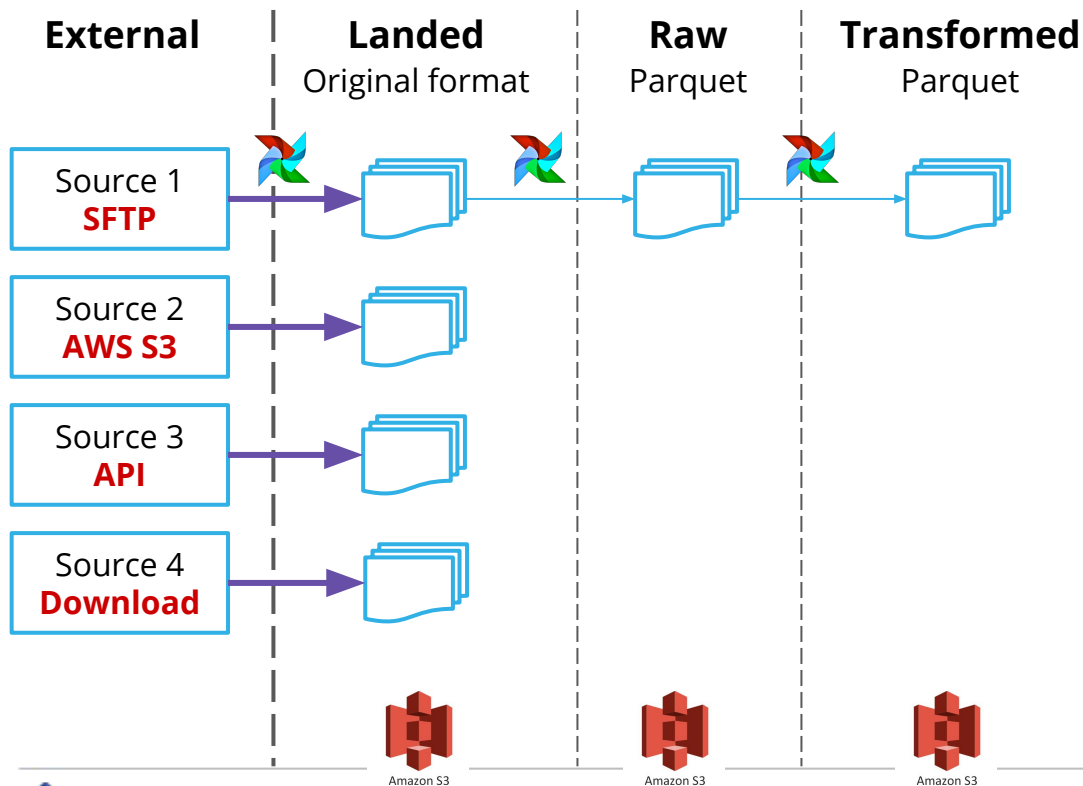 External
Landed
Raw
Transformed
Original format
Parquet
Parquet
Source 1
SFTP
Source 2
AWS S3
Source 3
API
Source 4
Download
Amazon S3
Amazon S3
Amazon S3